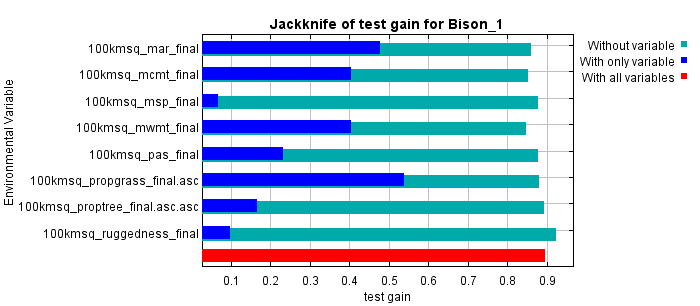 Jackknife of test gain for Bison_1
Environmental Variable
100kmsq_mar_final
100kmsq_mcmt_final
100kmsq_msp_final
100kmsq_mwmt_final
100kmsq_pas_final
100kmsq_propgrass_final.asc
100kmsq_proptree_final.asc.asc
100kmsq_ruggedness_final
0.1 0.2 0.3 0.4 0.5 0.6 0.7 0.8 0.9
test gain
Without variable
With only variable
With all variables